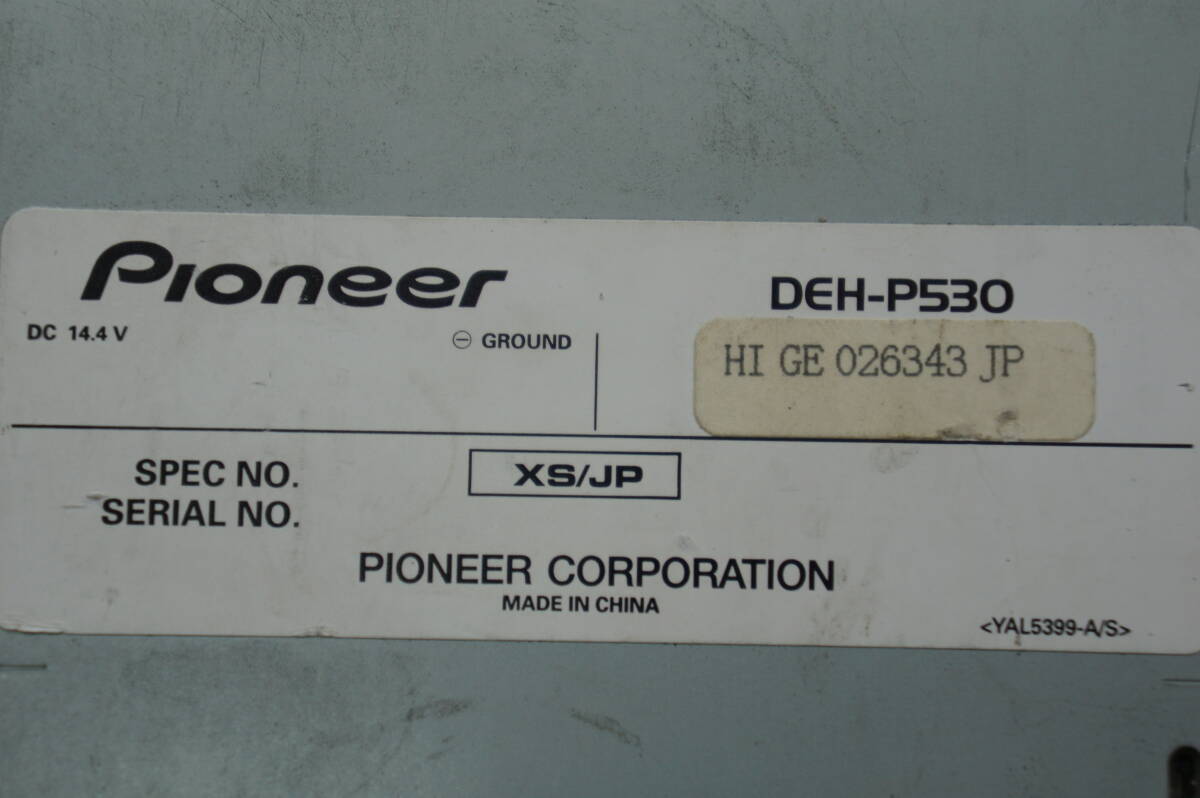 Pioneer
DEH-P530
DC 14.4 V
⊖ GROUND
HI GE 026343 JP
SPEC NO.
XS/JP
SERIAL NO.
PIONEER CORPORATION
MADE IN CHINA
<YAL5399-A/S>